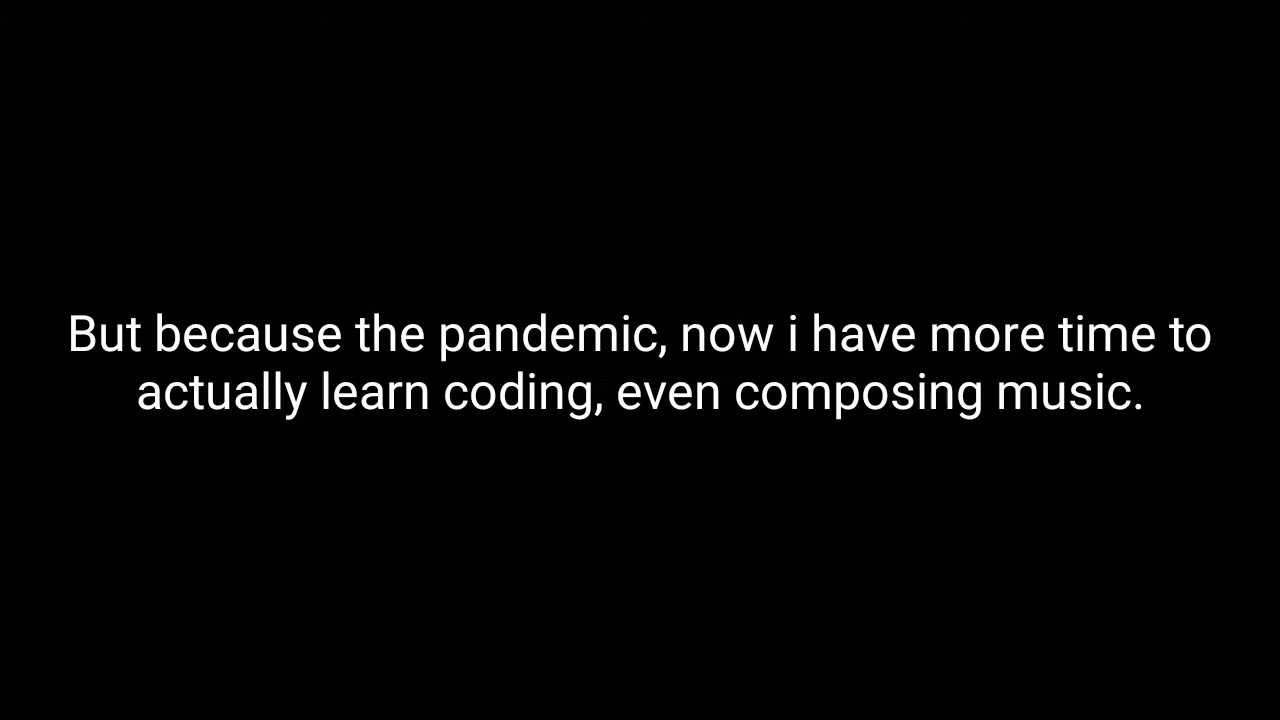 But because the pandemic, now i have more time to
actually learn coding, even composing music.